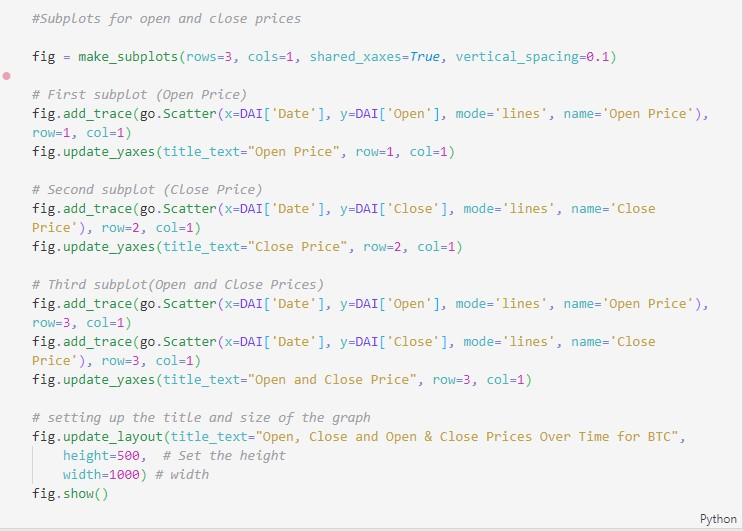 #Subplots for open and close prices
fig = make_subplots(rows=3, cols=1, shared_xaxes=True, vertical_spacing=0.1)
# First subplot (Open Price)
fig.add_trace(go.Scatter(x=DAI['Date'], y=DAI['Open'], mode='lines', name='Open Price'),
row=1, col=1)
fig.update_yaxes(title_text="Open Price", row=1, col=1)
# Second subplot (Close Price)
fig.add_trace(go.Scatter(x=DAI['Date'], y=DAI['Close'], mode='lines', name='Close
Price'), row=2, col=1)
fig.update_yaxes(title_text="Close Price", row=2, col=1)
# Third subplot(Open and Close Prices)
fig.add_trace(go.Scatter(x=DAI['Date'], y=DAI['Open'], mode='lines', name='Open Price'),
row=3, col=1)
fig.add_trace(go.Scatter(x=DAI['Date'], y=DAI['Close'], mode='lines', name='Close
Price'), row=3, col=1)
fig.update_yaxes(title_text="Open and Close Price", row=3, col=1)
# setting up the title and size of the graph
fig.update_layout(title_text="Open, Close and Open & Close Prices Over Time for BTC",
height=500,  # Set the height
width=1000) # width
fig.show()
Python